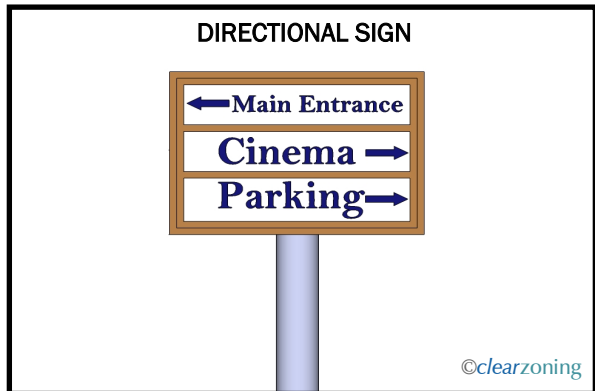 DIRECTIONAL SIGN
Main Entrance
Cinema
Parking
©clearzoning